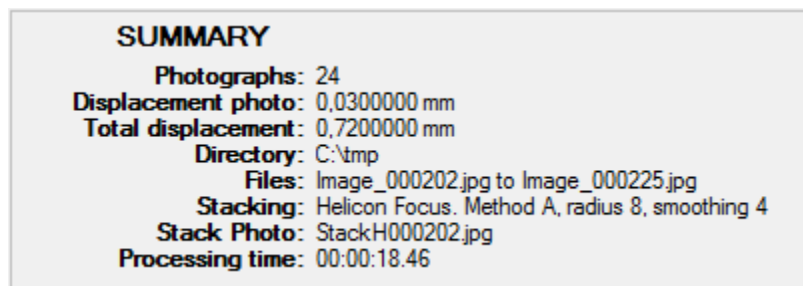 SUMMARY
Photographs: 24
Displacement photo: 0,0300000 mm
Total displacement: 0,7200000 mm
Directory: C:\tmp
Files: Image_000202.jpg to Image_000225.jpg
Stacking: Helicon Focus. Method A, radius 8, smoothing 4
Stack Photo: StackH000202.jpg
Processing time: 00:00:18.46